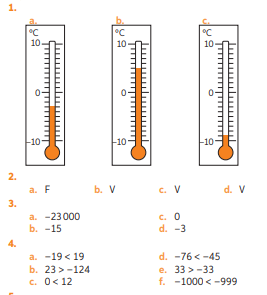 1.
a. b. c.
°C °C °C
10 10 10
0 0 0
-10 -10 -10
2.
a. F b. V c. V d. V
3.
a. -23 000 c. 0
b. -15 d. -3
4.
a. -19 < 19 d. -76 < -45
b. 23 > -124 e. 33 > -33
c. 0 < 12 f. -1000 < -999